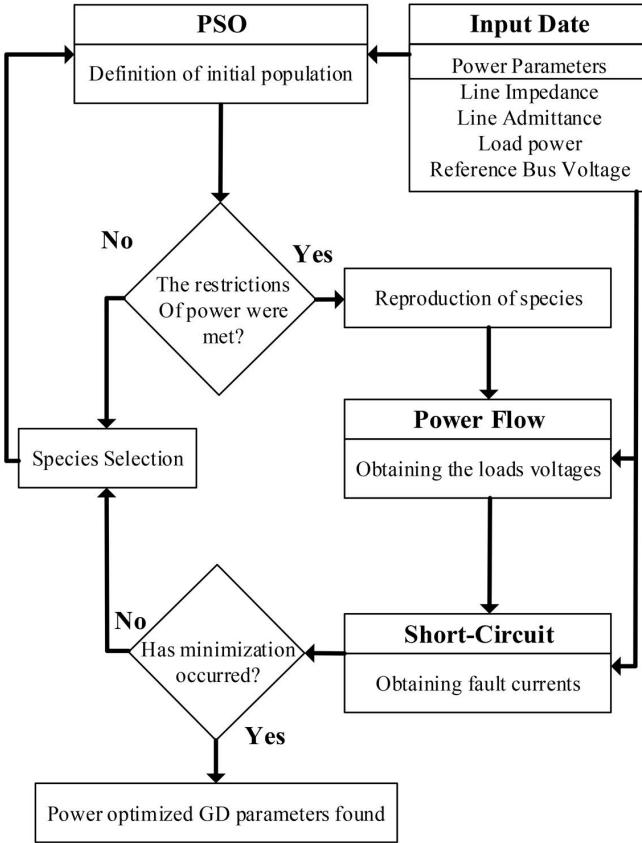 PSO
Definition of initial population
Input Date
Power Parameters
Line Impedance
Line Admittance
Load power
Reference Bus Voltage
No
Yes
The restrictions
Of power were
met?
Reproduction of species
Power Flow
Obtaining the loads voltages
Species Selection
No
Has minimization
occurred?
Short-Circuit
Obtaining fault currents
Yes
Power optimized GD parameters found